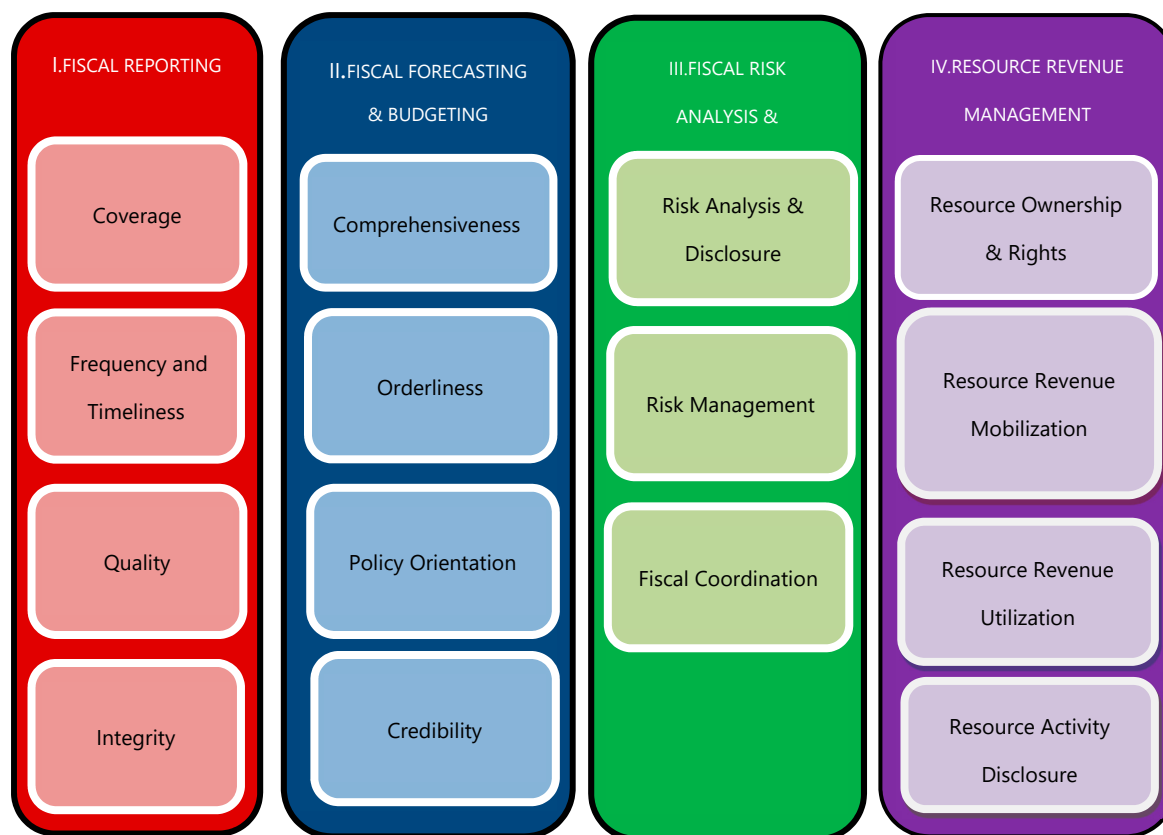 I.FISCAL REPORTING
Coverage
Frequency and
Timeliness
Quality
Integrity
II.FISCAL FORECASTING
& BUDGETING
Comprehensiveness
Orderliness
Policy Orientation
Credibility
III.FISCAL RISK
ANALYSIS &
Risk Analysis &
Disclosure
Risk Management
Fiscal Coordination
IV.RESOURCE REVENUE
MANAGEMENT
Resource Ownership
& Rights
Resource Revenue
Mobilization
Resource Revenue
Utilization
Resource Activity
Disclosure